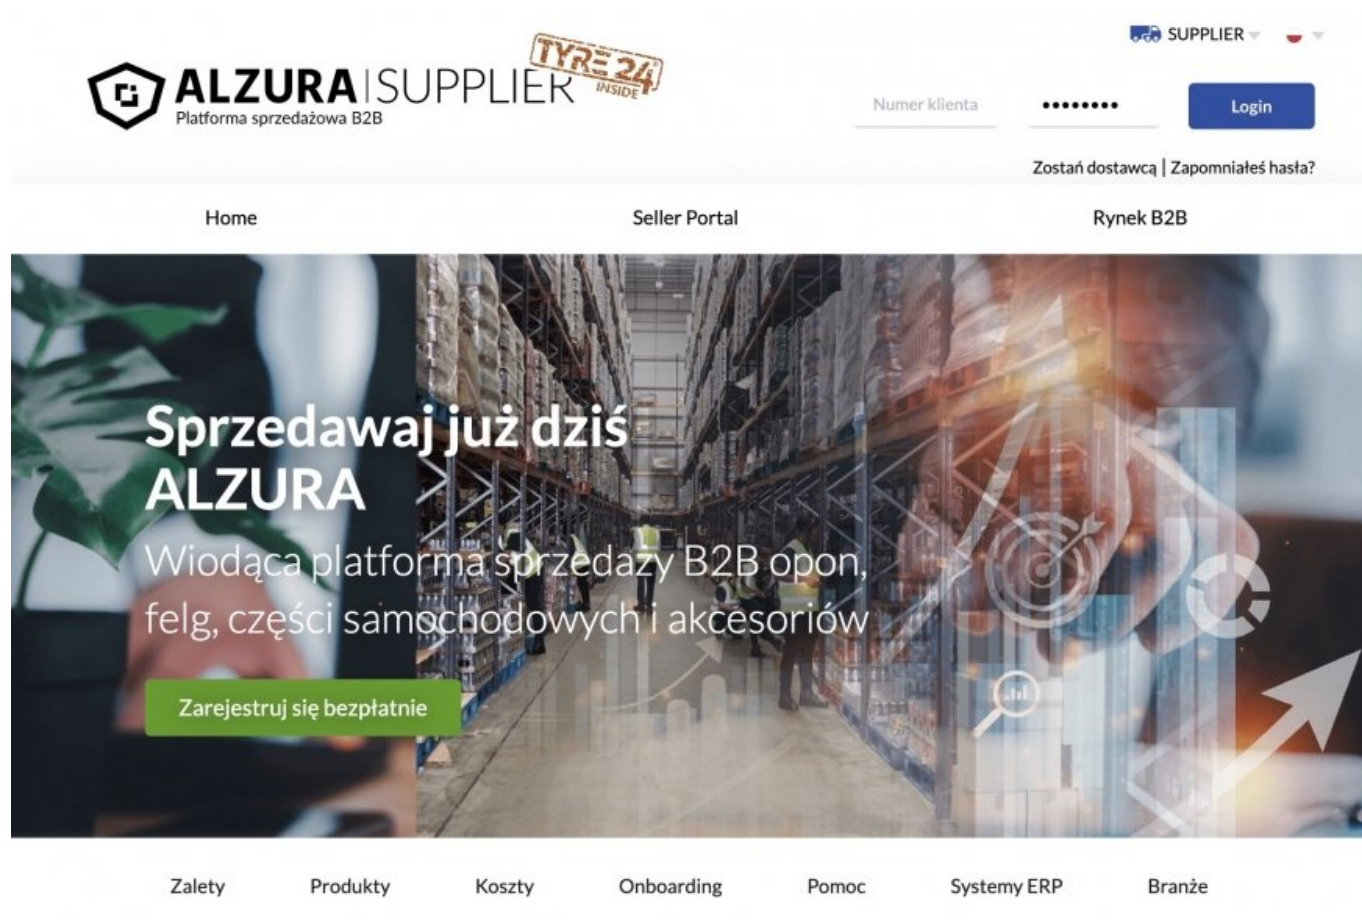 SUPPLIER
TYRE 24
INSIDE
ALZURA|SUPPLIER
Platforma sprzedażowa B2B
Numer klienta
••••••••
Login
Zostań dostawcą | Zapomniałeś hasła?
Home
Seller Portal
Rynek B2B
Sprzedawaj już dziś
ALZURA
Wiodąca platforma sprzedaży B2B opon,
felg, części samochodowych i akcesoriów
Zarejestruj się bezpłatnie
Zalety
Produkty
Koszty
Onboarding
Pomoc
Systemy ERP
Branże